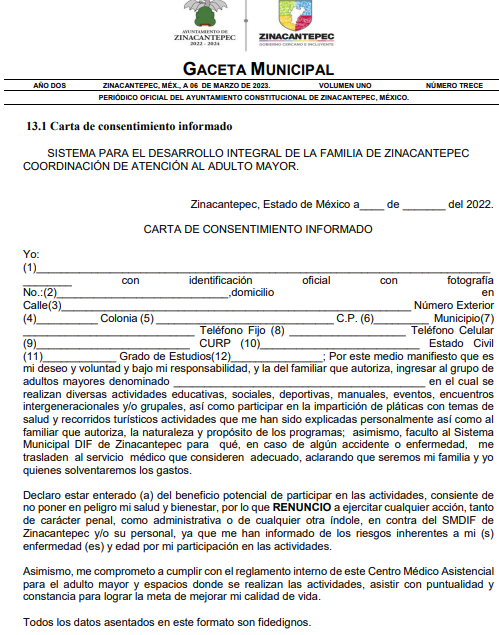 AYUNTAMIENTO DE
ZINACANTEPEC
2022 - 2024
ZINACANTEPEC
GOBIERNO CERCANO E INCLUYENTE
GACETA MUNICIPAL
AÑO DOS ZINACANTEPEC, MÉX., A 06 DE MARZO DE 2023. VOLUMEN UNO NÚMERO TRECE
PERIÓDICO OFICIAL DEL AYUNTAMIENTO CONSTITUCIONAL DE ZINACANTEPEC, MÉXICO.
13.1 Carta de consentimiento informado
SISTEMA PARA EL DESARROLLO INTEGRAL DE LA FAMILIA DE ZINACANTEPEC
COORDINACIÓN DE ATENCIÓN AL ADULTO MAYOR.
Zinacantepec, Estado de México a____ de _______ del 2022.
CARTA DE CONSENTIMIENTO INFORMADO
Yo:
(1)____________________________________________________________________________
________ con identificación oficial con fotografía
No.:(2)________________________,domicilio en
Calle(3)__________________________________________________________ Número Exterior
(4)__________ Colonia (5) _____________________________ C.P. (6)_________ Municipio(7)
____________________________ Teléfono Fijo (8) ___________________ Teléfono Celular
(9)____________________ CURP (10)__________________________ Estado Civil
(11)____________ Grado de Estudios(12)_______________; Por este medio manifiesto que es
mi deseo y voluntad y bajo mi responsabilidad, y la del familiar que autoriza, ingresar al grupo de
adultos mayores denominado _________________________________________ en el cual se
realizan diversas actividades educativas, sociales, deportivas, manuales, eventos, encuentros
intergeneracionales y/o grupales, así como participar en la impartición de pláticas con temas de
salud y recorridos turísticos actividades que me han sido explicadas personalmente así como al
familiar que autoriza, la naturaleza y propósito de los programas; asimismo, faculto al Sistema
Municipal DIF de Zinacantepec para qué, en caso de algún accidente o enfermedad, me
trasladen al servicio médico que consideren adecuado, aclarando que seremos mi familia y yo
quienes solventaremos los gastos.
Declaro estar enterado (a) del beneficio potencial de participar en las actividades, consiente de
no poner en peligro mi salud y bienestar, por lo que RENUNCIO a ejercitar cualquier acción, tanto
de carácter penal, como administrativa o de cualquier otra índole, en contra del SMDIF de
Zinacantepec y/o su personal, ya que me han informado de los riesgos inherentes a mi (s)
enfermedad (es) y edad por mi participación en las actividades.
Asimismo, me comprometo a cumplir con el reglamento interno de este Centro Médico Asistencial
para el adulto mayor y espacios donde se realizan las actividades, asistir con puntualidad y
constancia para lograr la meta de mejorar mi calidad de vida.
Todos los datos asentados en este formato son fidedignos.